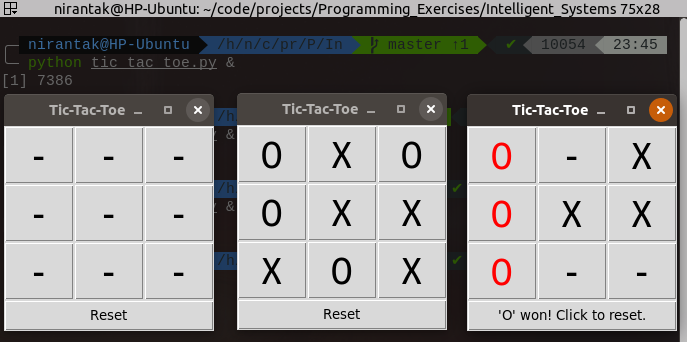 nirantak@HP-Ubuntu: ~/code/projects/Programming_Exercises/Intelligent_Systems 75x28
nirantak@HP-Ubuntu /h/n/c/pr/P/In master ↑1 ✔ 10054 23:45
python tic_tac_toe.py &
[1] 7386
Tic-Tac-Toe
- - -
- - -
- - -
Reset
Tic-Tac-Toe
O X O
O X X
X O X
Reset
Tic-Tac-Toe
O - X
O X X
O - -
'O' won! Click to reset.